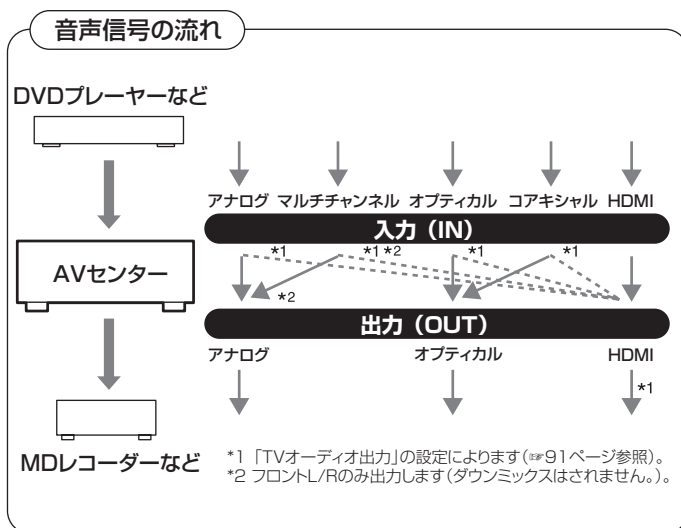 音声信号の流れ
DVDプレーヤーなど
アナログ マルチチャンネル オプティカル コアキシャル HDMI
入力（IN）
*1 *1 *2 *1 *1
AVセンター
*2
出力（OUT）
アナログ オプティカル HDMI
*1
MDレコーダーなど
*1 「TVオーディオ出力」の設定によります(☞91ページ参照)。
*2 フロントL/Rのみ出力します(ダウンミックスはされません。)。